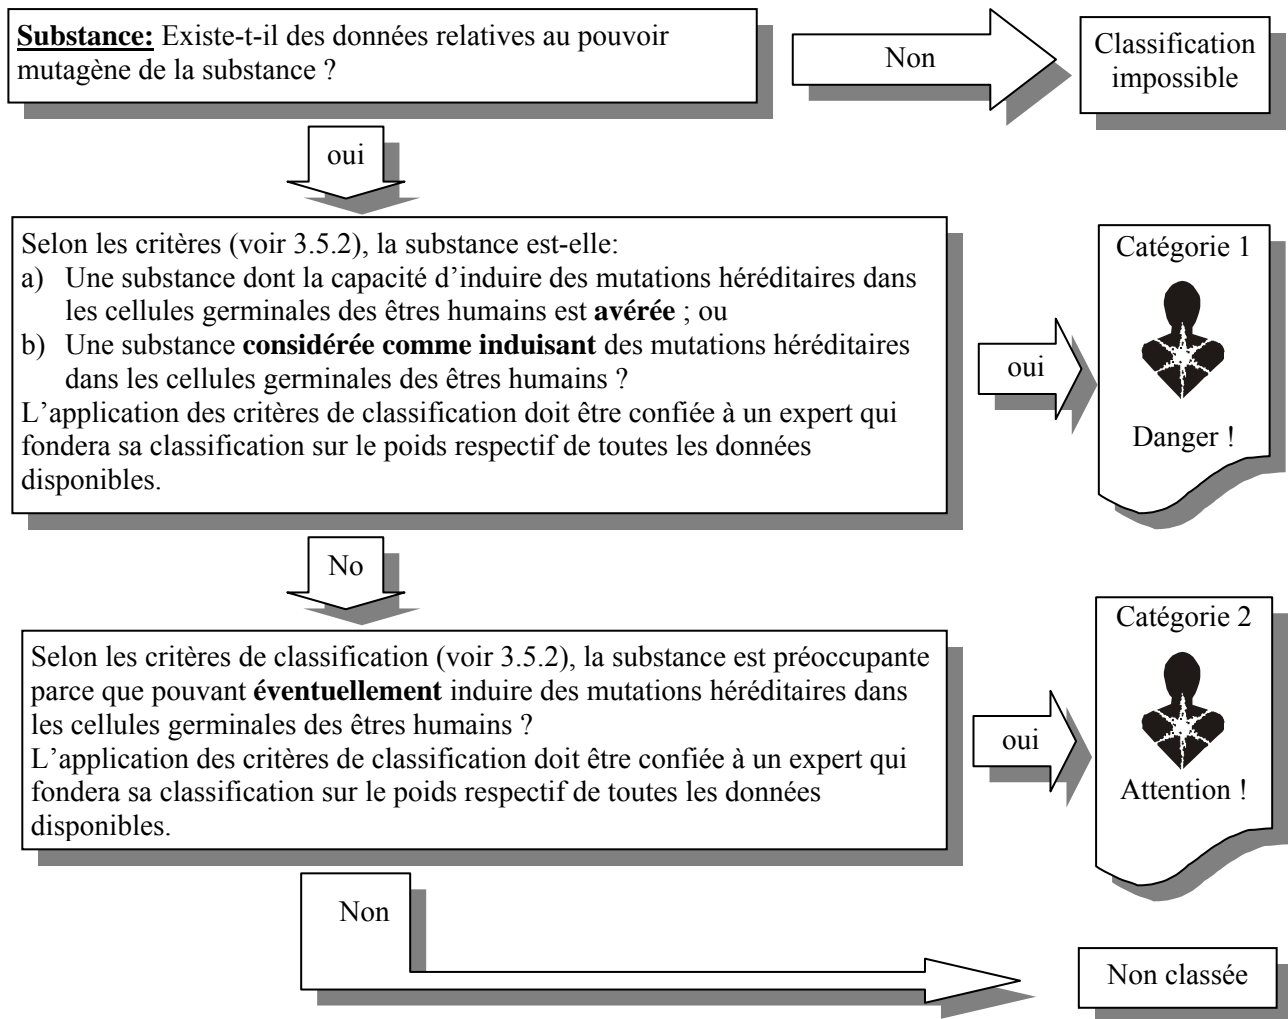 Substance: Existe-t-il des données relatives au pouvoir
mutagène de la substance ?
Non
Classification
impossible
oui
Selon les critères (voir 3.5.2), la substance est-elle:
a) Une substance dont la capacité d’induire des mutations héréditaires dans
les cellules germinales des êtres humains est avérée ; ou
b) Une substance considérée comme induisant des mutations héréditaires
dans les cellules germinales des êtres humains ?
L’application des critères de classification doit être confiée à un expert qui
fondera sa classification sur le poids respectif de toutes les données
disponibles.
oui
Catégorie 1
Danger !
No
Selon les critères de classification (voir 3.5.2), la substance est préoccupante
parce que pouvant éventuellement induire des mutations héréditaires dans
les cellules germinales des êtres humains ?
L’application des critères de classification doit être confiée à un expert qui
fondera sa classification sur le poids respectif de toutes les données
disponibles.
oui
Catégorie 2
Attention !
Non
Non classée